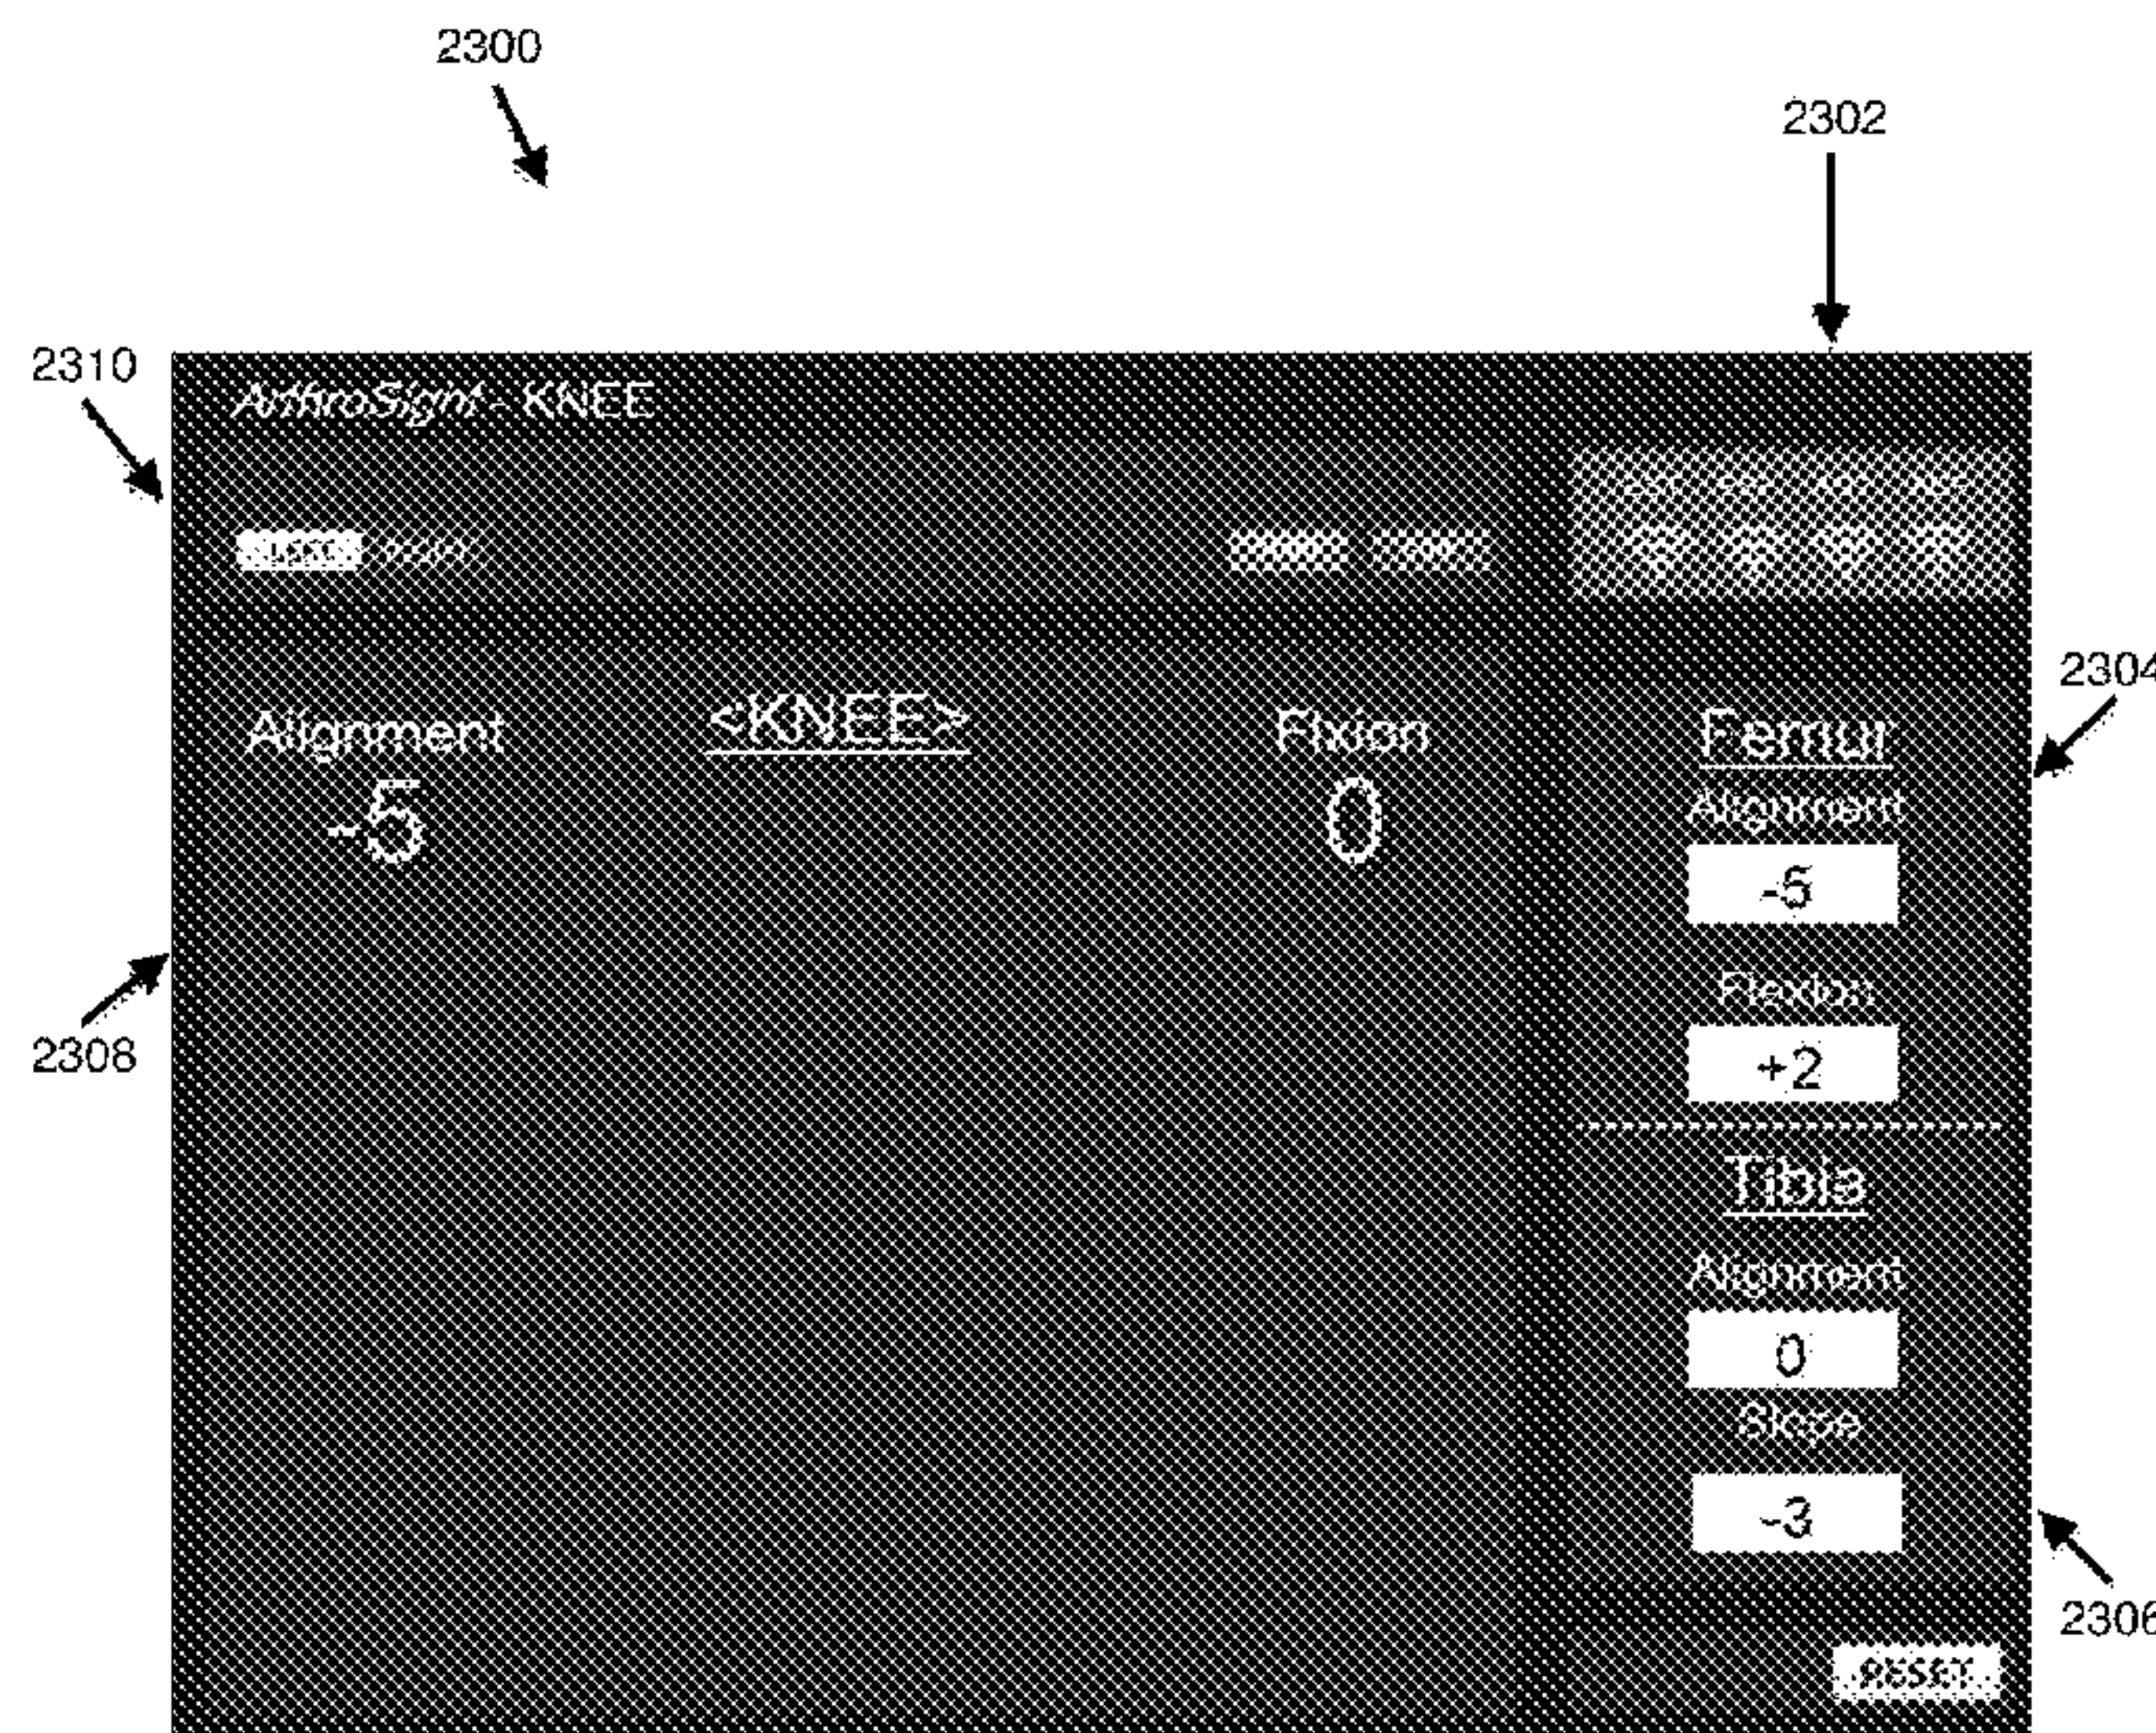 2300
2302
2310
ArthroSight - KNEE
2304
Alignment <KNEE> Flxion Femur
-5 0 Alignment
-5
Flexion
2308
+2
Tibia
Alignment
0
Slope
-3
2306
RESET